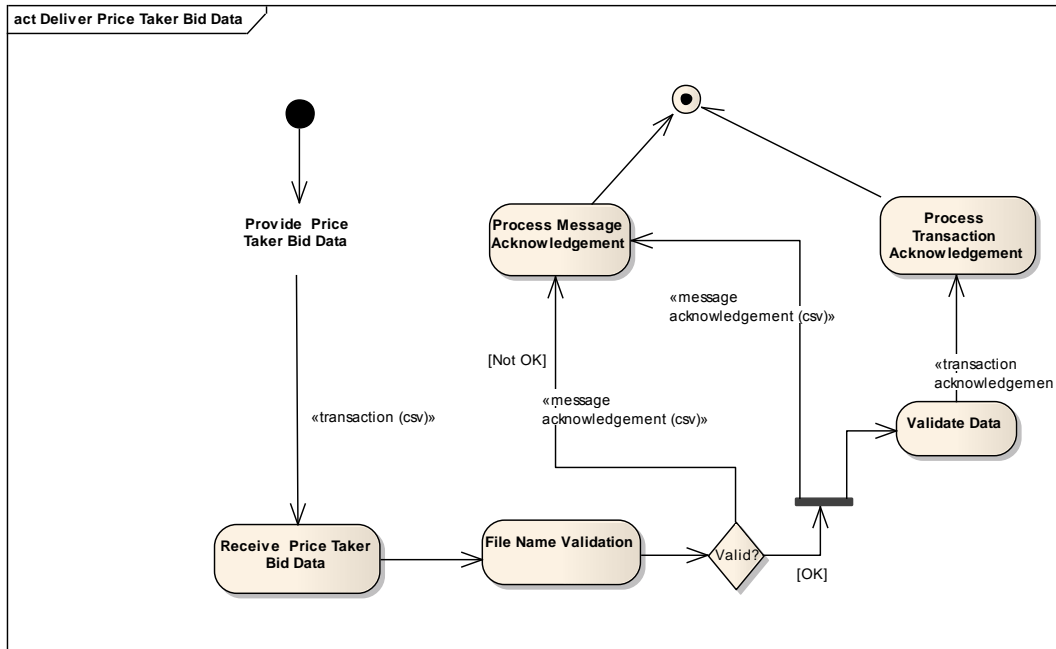 act Deliver Price Taker Bid Data
Provide Price
Taker Bid Data
Process Message
Acknowledgement
Process
Transaction
Acknowledgement
«message
acknowledgement (csv)»
[Not OK]
«transaction
acknowledgemen
«message
acknowledgement (csv)»
«transaction (csv)»
Validate Data
Receive Price Taker
Bid Data
File Name Validation
Valid?
[OK]